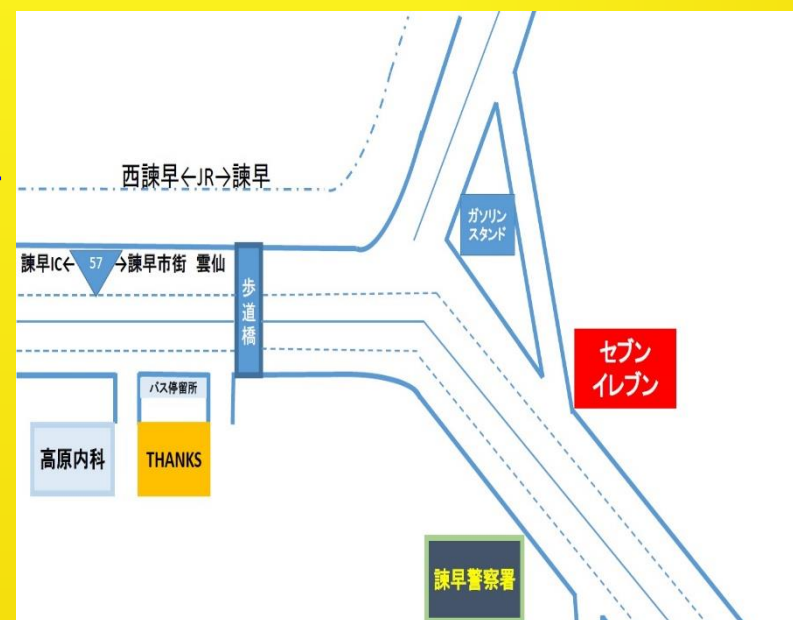 西諫早←JR→諫早
ガソリン
スタンド
諫早IC← 57 →諫早市街 雲仙
歩道橋
セブン
イレブン
バス停留所
高原内科
THANKS
諫早警察署